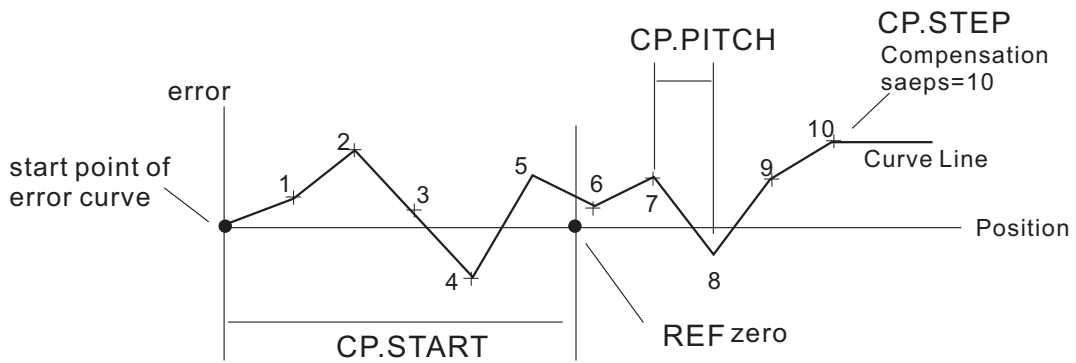 CP.STEP
Compensation
saeps=10
CP.PITCH
error
start point of
error curve
1
2
3
4
5
6
7
8
9
10
Curve Line
Position
REF zero
CP.START